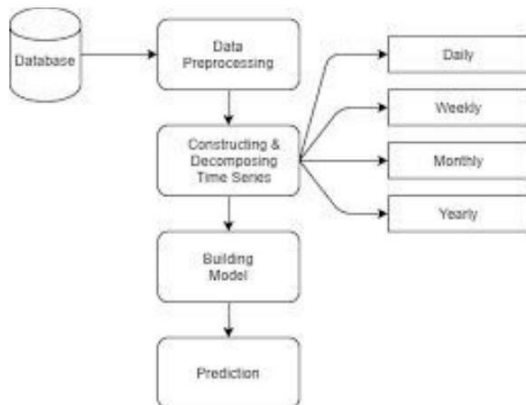 Database
Data
Preprocessing
Daily
Weekly
Constructing &
Decomposing
Time Series
Monthly
Yearly
Building
Model
Prediction